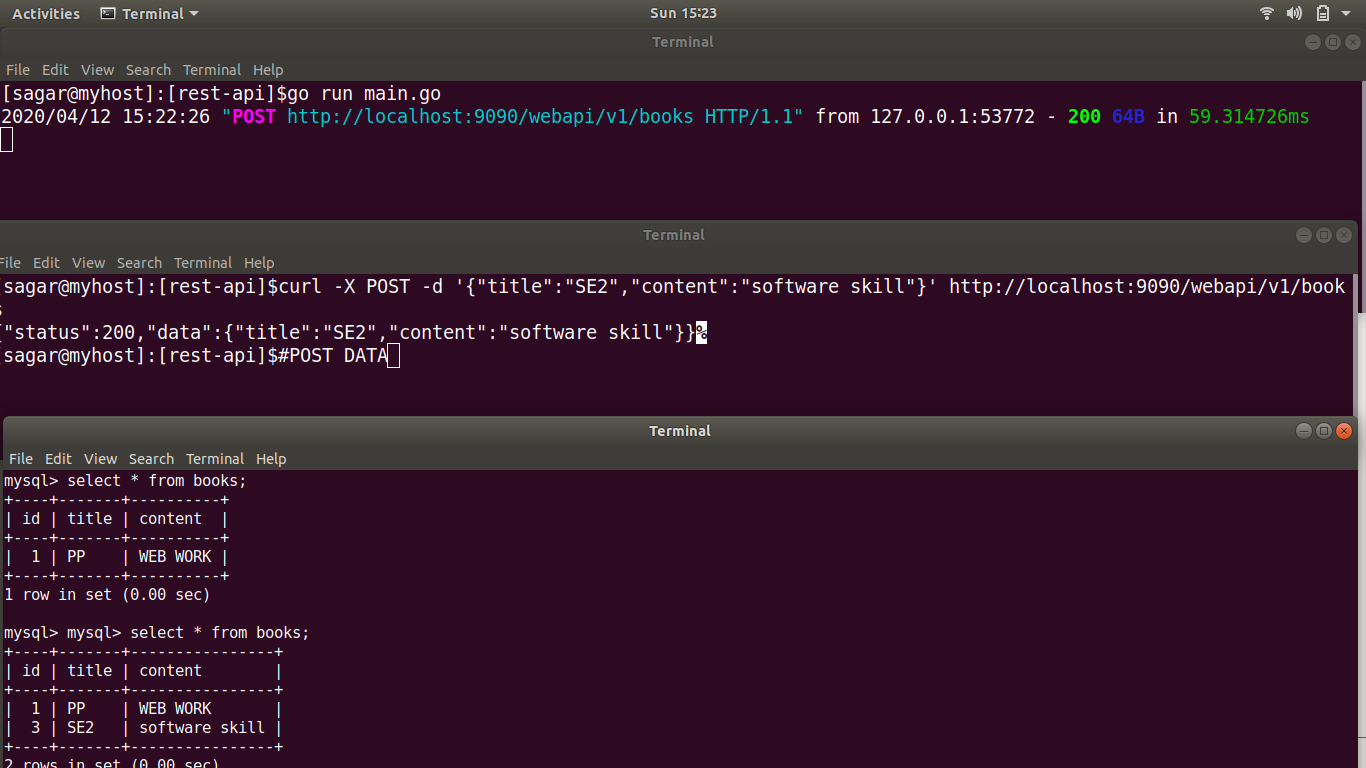 Activities Terminal Sun 15:23
Terminal
File Edit View Search Terminal Help
[sagar@myhost]:[rest-api]$go run main.go
2020/04/12 15:22:26 "POST http://localhost:9090/webapi/v1/books HTTP/1.1" from 127.0.0.1:53772 - 200 64B in 59.314726ms
Terminal
File Edit View Search Terminal Help
[sagar@myhost]:[rest-api]$curl -X POST -d '{"title":"SE2","content":"software skill"}' http://localhost:9090/webapi/v1/book
s
{"status":200,"data":{"title":"SE2","content":"software skill"}}%
[sagar@myhost]:[rest-api]$#POST DATA
Terminal
File Edit View Search Terminal Help
mysql> select * from books;
+----+-------+----------+
| id | title | content  |
+----+-------+----------+
|  1 | PP    | WEB WORK |
+----+-------+----------+
1 row in set (0.00 sec)
mysql> mysql> select * from books;
+----+-------+----------------+
| id | title | content        |
+----+-------+----------------+
|  1 | PP    | WEB WORK       |
|  3 | SE2   | software skill |
+----+-------+----------------+
2 rows in set (0.00 sec)